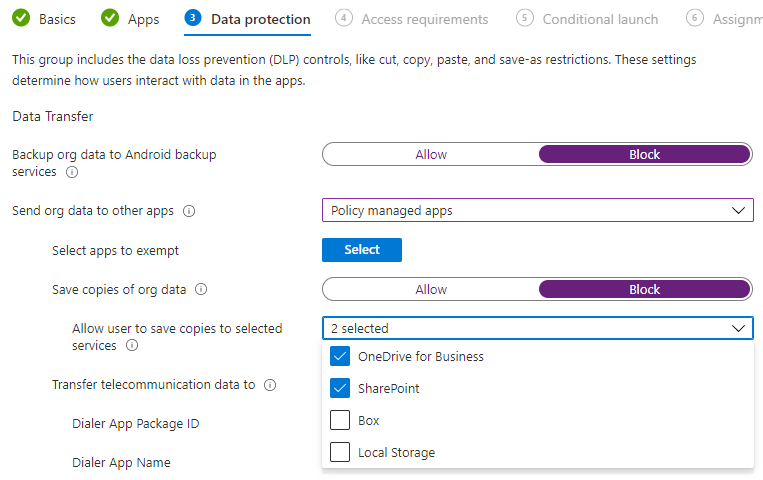 Basics
Apps
3 Data protection
4 Access requirements
5 Conditional launch
6 Assignm
This group includes the data loss prevention (DLP) controls, like cut, copy, paste, and save-as restrictions. These settings
determine how users interact with data in the apps.
Data Transfer
Backup org data to Android backup
services
Allow
Block
Send org data to other apps
Policy managed apps
Select apps to exempt
Select
Save copies of org data
Allow
Block
Allow user to save copies to selected
services
2 selected
OneDrive for Business
SharePoint
Box
Local Storage
Transfer telecommunication data to
Dialer App Package ID
Dialer App Name